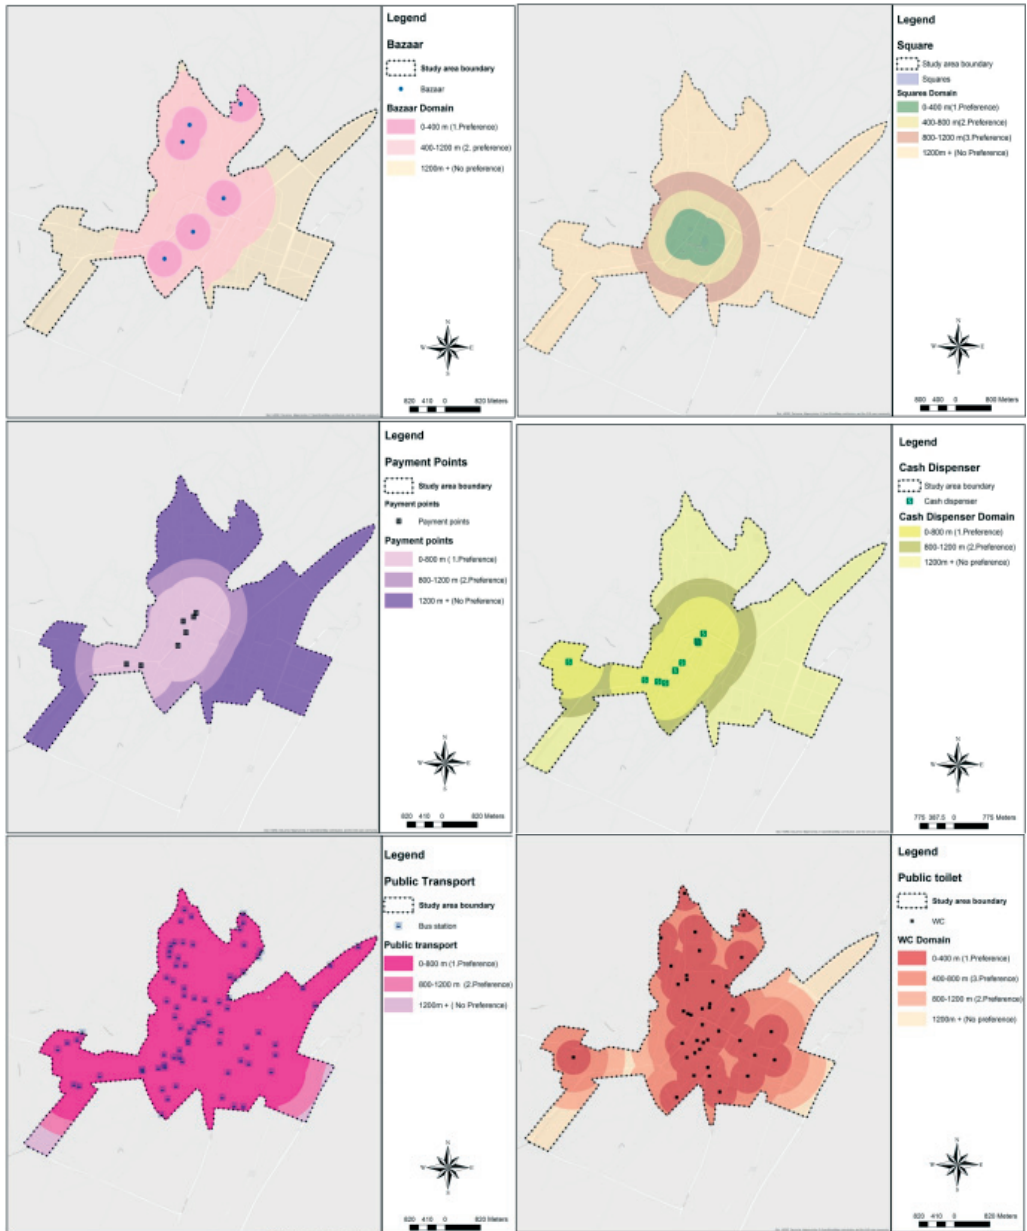 Legend
Bazaar
Study area boundary
Bazaar
Bazaar Domain
0-400 m (1.Preference)
400-1200 m (2. preference)
1200m + (No preference)
N
W E
S
820 410 0 820 Meters
Legend
Square
Study area boundary
Squares
Squares Domain
0-400 m(1.Preference)
400-800 m(2.Preference)
800-1200 m(3.Preference)
1200m + (No Preference)
N
W E
S
800 400 0 800 Meters
Legend
Payment Points
Study area boundary
Payment points
Payment points
Payment points
0-800 m ( 1.Preference)
800-1200 m (2.Preference)
1200 m + (No Preference)
N
W E
S
820 410 0 820 Meters
Legend
Cash Dispenser
Study area boundary
Cash dispenser
Cash Dispenser Domain
0-800 m (1.Preference)
800-1200 m (2.Preference)
1200m + (No preference)
N
W E
S
775 387.5 0 775 Meters
Legend
Public Transport
Study area boundary
Bus station
Public transport
0-800 m (1.Preference)
800-1200 m (2.Preference)
1200m + ( No Preference)
N
W E
S
820 410 0 820 Meters
Legend
Public toilet
Study area boundary
WC
WC Domain
0-400 m (1.Preference)
400-800 m (3.Preference)
800-1200 m (2.Preference)
1200m + (No preference)
N
W E
S
820 410 0 820 Meters